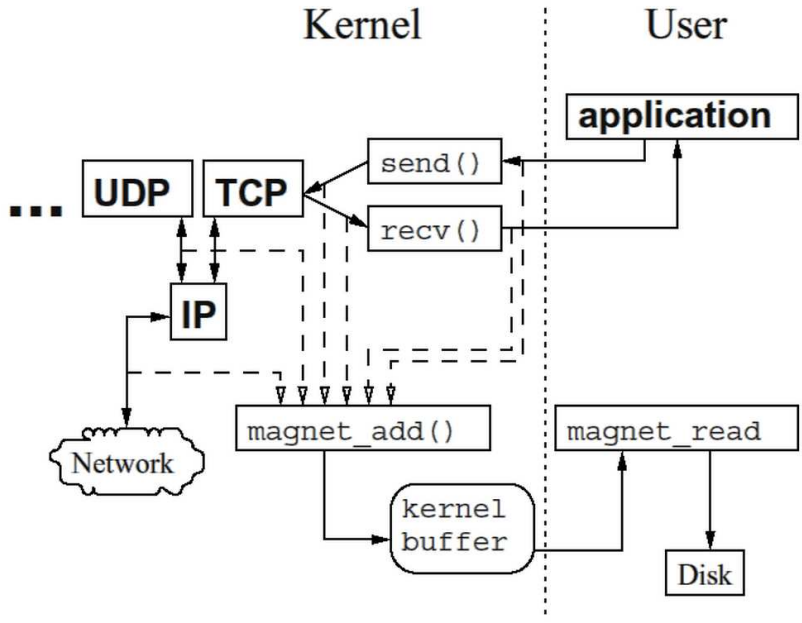 Kernel
User
application
send()
... UDP TCP
recv()
IP
magnet_add()
magnet_read
Network
kernel
buffer
Disk